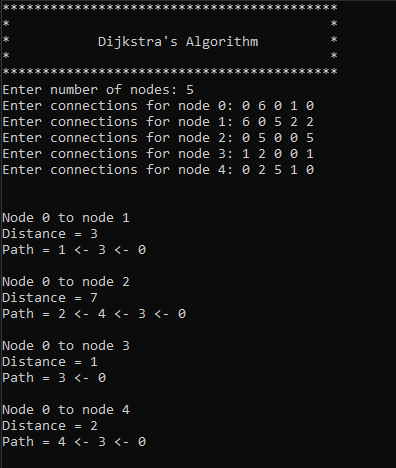 ******************************************
*                                        *
*           Dijkstra's Algorithm         *
*                                        *
******************************************
Enter number of nodes: 5
Enter connections for node 0: 0 6 0 1 0
Enter connections for node 1: 6 0 5 2 2
Enter connections for node 2: 0 5 0 0 5
Enter connections for node 3: 1 2 0 0 1
Enter connections for node 4: 0 2 5 1 0
Node 0 to node 1
Distance = 3
Path = 1 <- 3 <- 0
Node 0 to node 2
Distance = 7
Path = 2 <- 4 <- 3 <- 0
Node 0 to node 3
Distance = 1
Path = 3 <- 0
Node 0 to node 4
Distance = 2
Path = 4 <- 3 <- 0